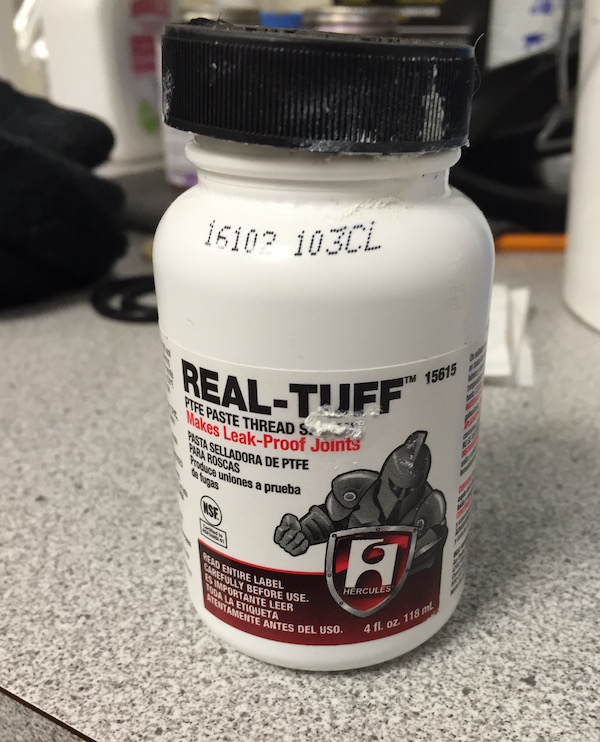 103CL
REAL-TUFF™ 15615
PTFE PASTE THREAD
Makes Leak-Proof Joints
PASTA SELLADORA DE PTFE
PARA ROSCAS
Produce uniones a prueba
de fugas
NSF
READ ENTIRE LABEL
CAREFULLY BEFORE USE.
ES IMPORTANTE LEER
TODA LA ETIQUETA
ATENTAMENTE ANTES DEL USO.
H
HERCULES
4 fl. oz. 118 mL